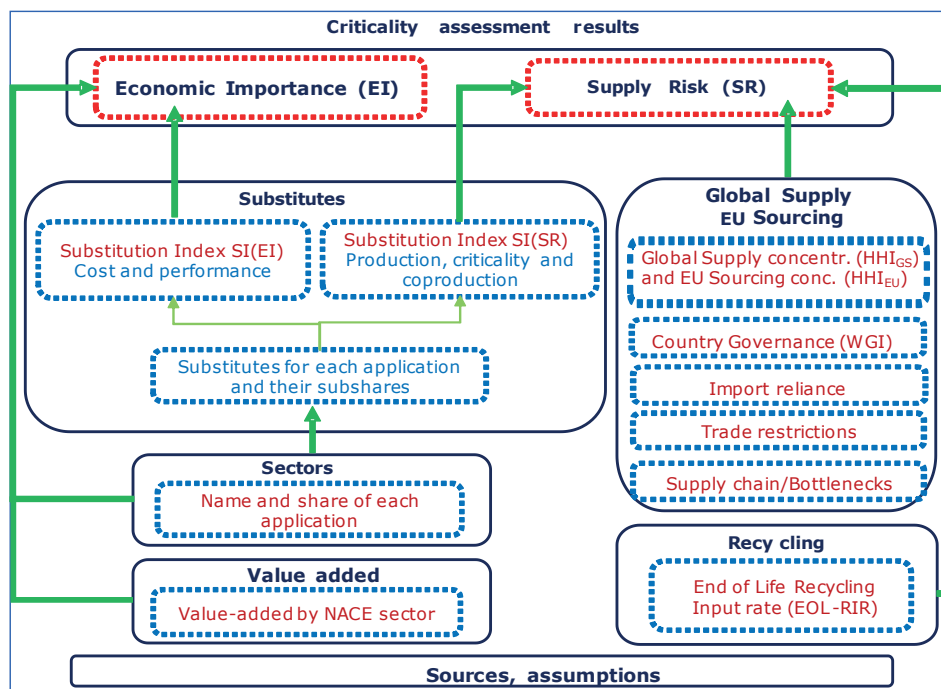 Criticality assessment results
Economic Importance (EI)
Supply Risk (SR)
Substitutes
Substitution Index SI(EI)
Cost and performance
Substitution Index SI(SR)
Production, criticality and
coproduction
Substitutes for each application
and their subshares
Sectors
Name and share of each
application
Value added
Value-added by NACE sector
Global Supply
EU Sourcing
Global Supply concentr. (HHIGS)
and EU Sourcing conc. (HHIEU)
Country Governance (WGI)
Import reliance
Trade restrictions
Supply chain/Bottlenecks
Recy cling
End of Life Recycling
Input rate (EOL-RIR)
Sources, assumptions